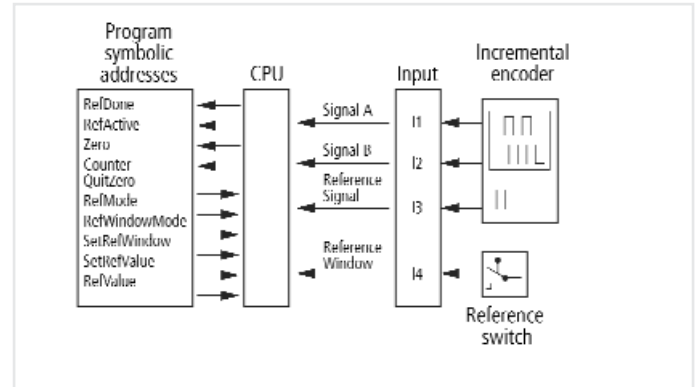 Program
symbolic
addresses
CPU
Input
Incremental
encoder
RefDone
RefActive
Zero
Counter
QuitZero
RefMode
RefWindowMode
SetRefWindow
SetRefValue
RefValue
Signal A
Signal B
Reference
Signal
Reference
Window
I1
I2
I3
I4
Reference
switch